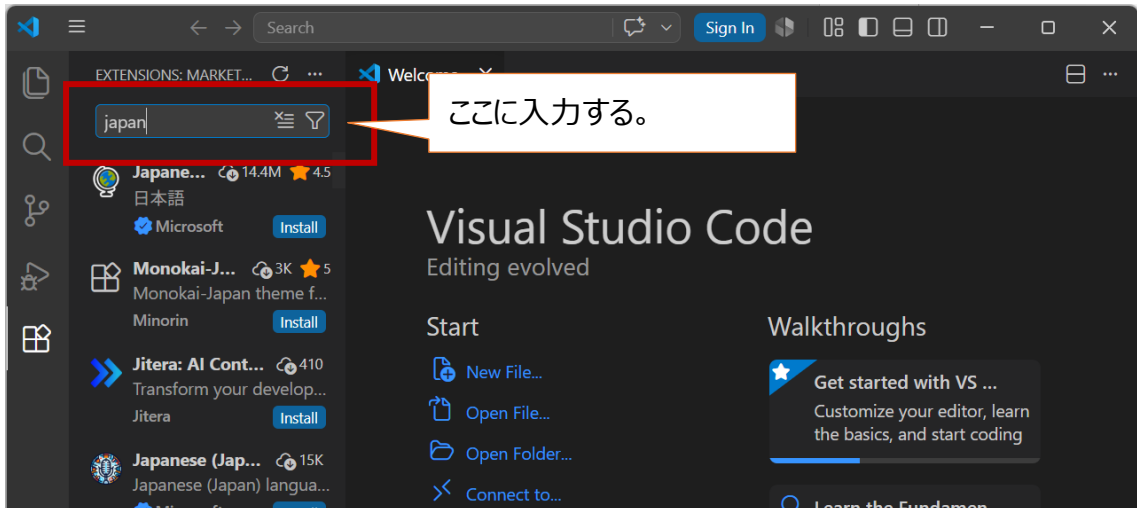 Search
Sign In
EXTENSIONS: MARKET...
Welcome
ここに入力する。
japan
Japane... 14.4M 4.5
日本語
Microsoft Install
Monokai-J... 3K 5
Monokai-Japan theme f...
Minorin Install
Jitera: AI Cont... 410
Transform your develop...
Jitera Install
Japanese (Jap... 15K
Japanese (Japan) langua...
Visual Studio Code
Editing evolved
Start
New File...
Open File...
Open Folder...
Connect to...
Walkthroughs
Get started with VS ...
Customize your editor, learn
the basics, and start coding
Learn the Fundamen...